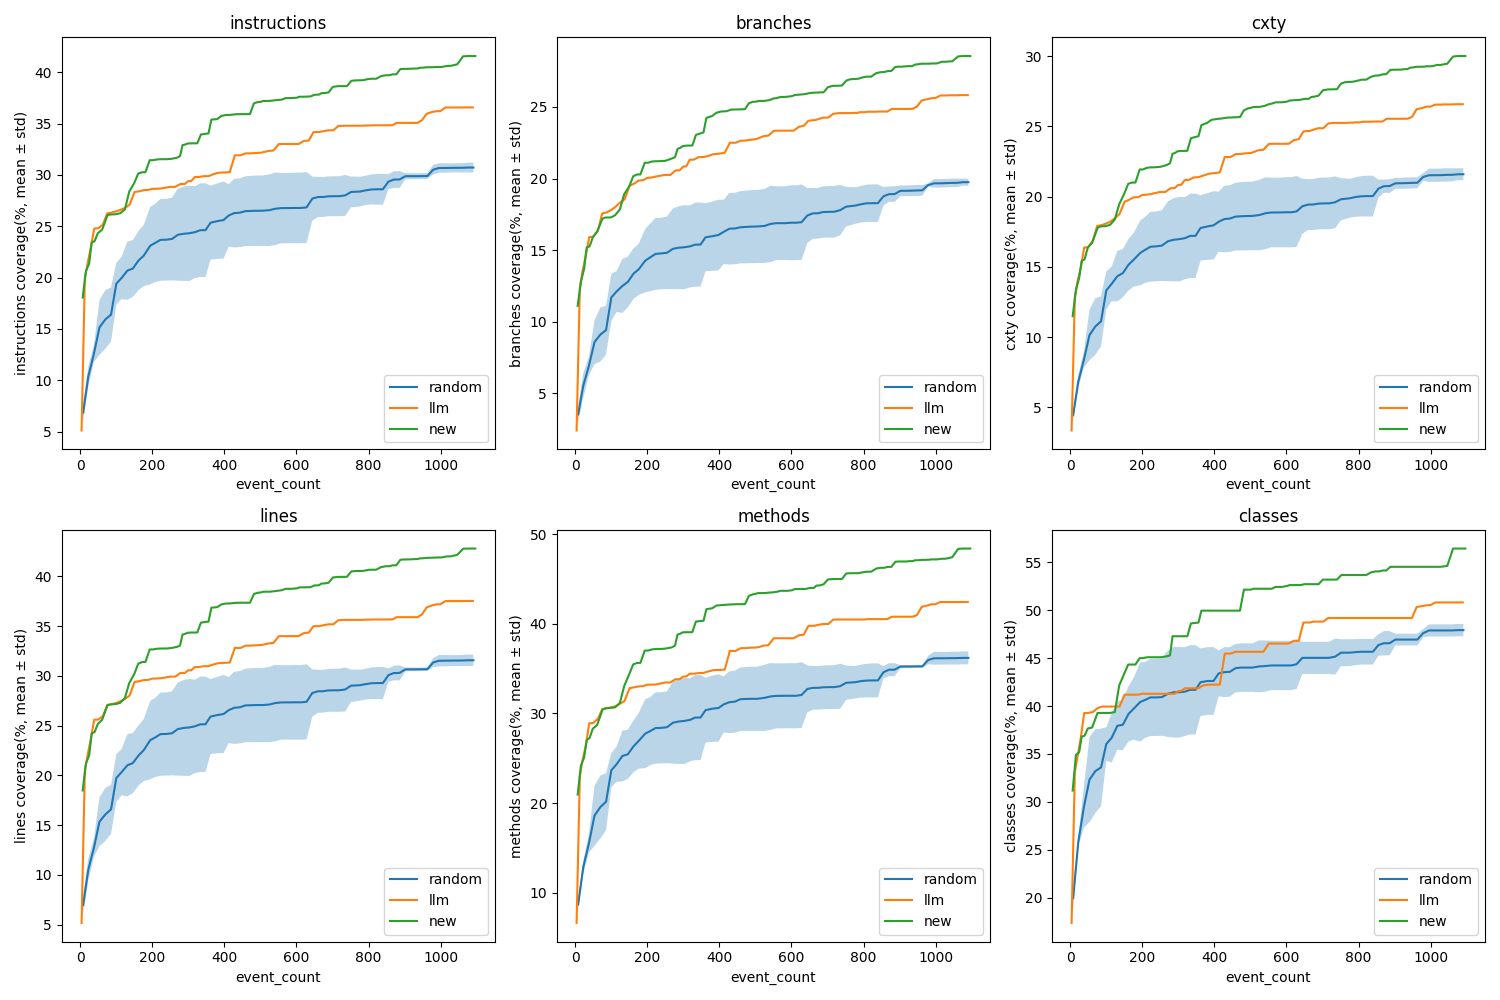 instructions
instructions coverage(%, mean ± std)
40
35
30
25
20
15
10
5
0 200 400 600 800 1000
event_count
random
llm
new
branches
branches coverage(%, mean ± std)
25
20
15
10
5
0 200 400 600 800 1000
event_count
random
llm
new
cxty
cxty coverage(%, mean ± std)
30
25
20
15
10
5
0 200 400 600 800 1000
event_count
random
llm
new
lines
lines coverage(%, mean ± std)
40
35
30
25
20
15
10
5
0 200 400 600 800 1000
event_count
random
llm
new
methods
methods coverage(%, mean ± std)
50
40
30
20
10
0 200 400 600 800 1000
event_count
random
llm
new
classes
classes coverage(%, mean ± std)
55
50
45
40
35
30
25
20
0 200 400 600 800 1000
event_count
random
llm
new